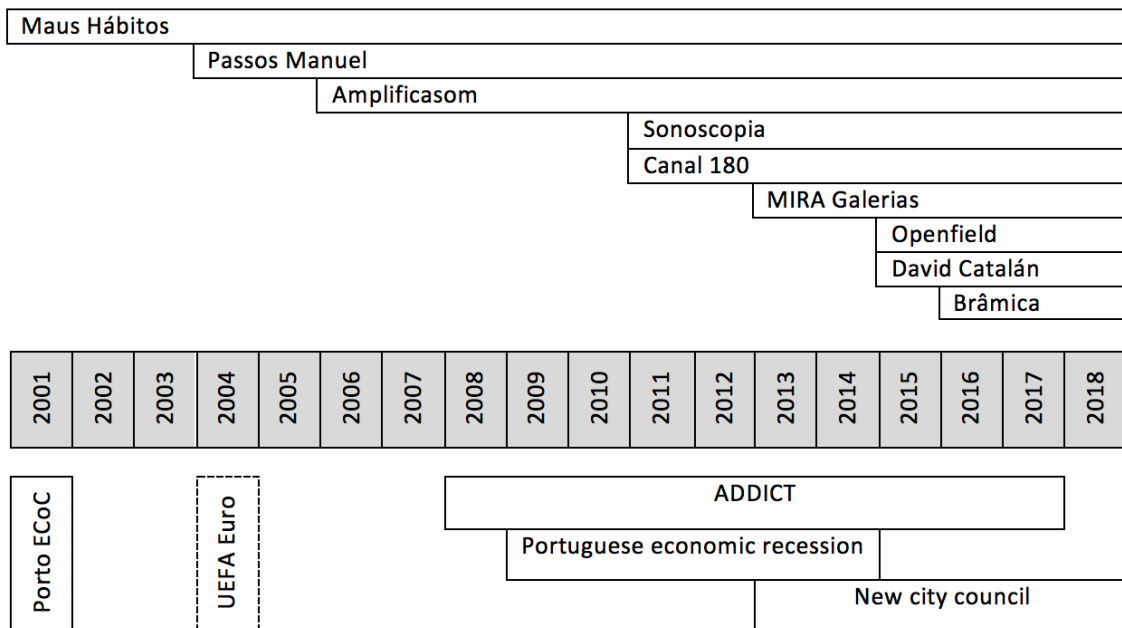 Maus Hábitos
Passos Manuel
Amplificasom
Sonoscopia
Canal 180
MIRA Galerias
Openfield
David Catalán
Brâmica
2001
2002
2003
2004
2005
2006
2007
2008
2009
2010
2011
2012
2013
2014
2015
2016
2017
2018
Porto ECoC
UEFA Euro
ADDICT
Portuguese economic recession
New city council